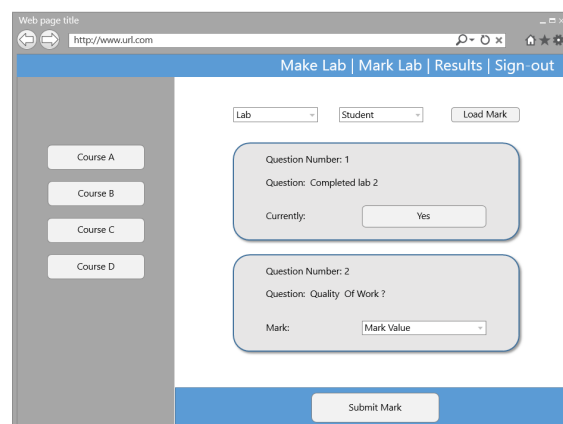 Web page title
http://www.url.com
Make Lab | Mark Lab | Results | Sign-out
Lab Student Load Mark
Course A
Course B
Course C
Course D
Question Number: 1
Question: Completed lab 2
Currently: Yes
Question Number: 2
Question: Quality Of Work ?
Mark: Mark Value
Submit Mark